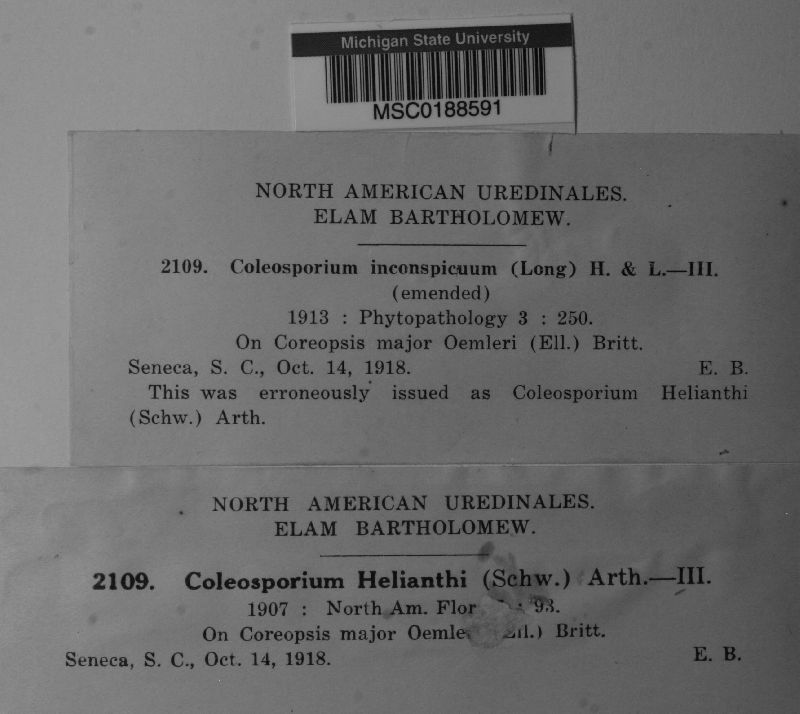 Michigan State University
MSC0188591
NORTH AMERICAN UREDINALES.
ELAM BARTHOLOMEW.
2109. Coleosporium inconspicuum (Long) H. & L.—III.
(emended)
1913 : Phytopathology 3 : 250.
On Coreopsis major Oemleri (Ell.) Britt.
Seneca, S. C., Oct. 14, 1918. E. B.
This was erroneously issued as Coleosporium Helianthi
(Schw.) Arth.
NORTH AMERICAN UREDINALES.
ELAM BARTHOLOMEW.
2109. Coleosporium Helianthi (Schw.) Arth.—III.
1907 : North Am. Flor : 93.
On Coreopsis major Oemle Ell.) Britt.
Seneca, S. C., Oct. 14, 1918. E. B.